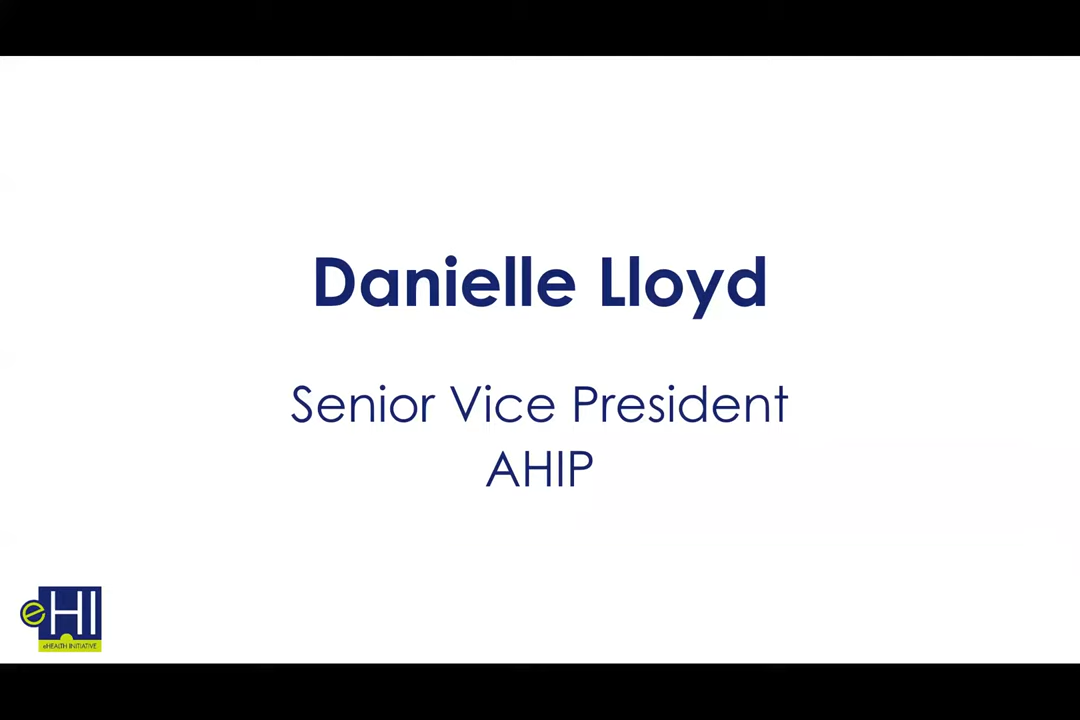 Danielle Lloyd
Senior Vice President
AHIP
eHI
eHEALTH INITIATIVE